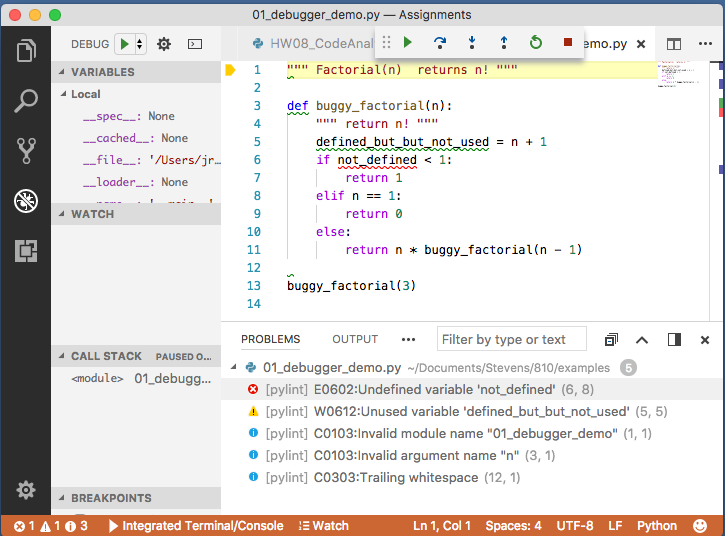 01_debugger_demo.py — Assignments
DEBUG
HW08_CodeAnal
emo.py
VARIABLES
Local
__spec__: None
__cached__: None
__file__: '/Users/jr…
__loader__: None
WATCH
CALL STACK PAUSED O…
<module> 01_debugg…
BREAKPOINTS
1 """ Factorial(n)  returns n! """
2
3 def buggy_factorial(n):
4 """ return n! """
5 defined_but_but_not_used = n + 1
6 if not_defined < 1:
7 return 1
8 elif n == 1:
9 return 0
10 else:
11 return n * buggy_factorial(n - 1)
12
13 buggy_factorial(3)
14
PROBLEMS OUTPUT ••• Filter by type or text
01_debugger_demo.py ~/Documents/Stevens/810/examples 5
[pylint] E0602:Undefined variable 'not_defined' (6, 8)
[pylint] W0612:Unused variable 'defined_but_but_not_used' (5, 5)
[pylint] C0103:Invalid module name "01_debugger_demo" (1, 1)
[pylint] C0103:Invalid argument name "n" (3, 1)
[pylint] C0303:Trailing whitespace (12, 1)
1 1 3 Integrated Terminal/Console Watch Ln 1, Col 1 Spaces: 4 UTF-8 LF Python